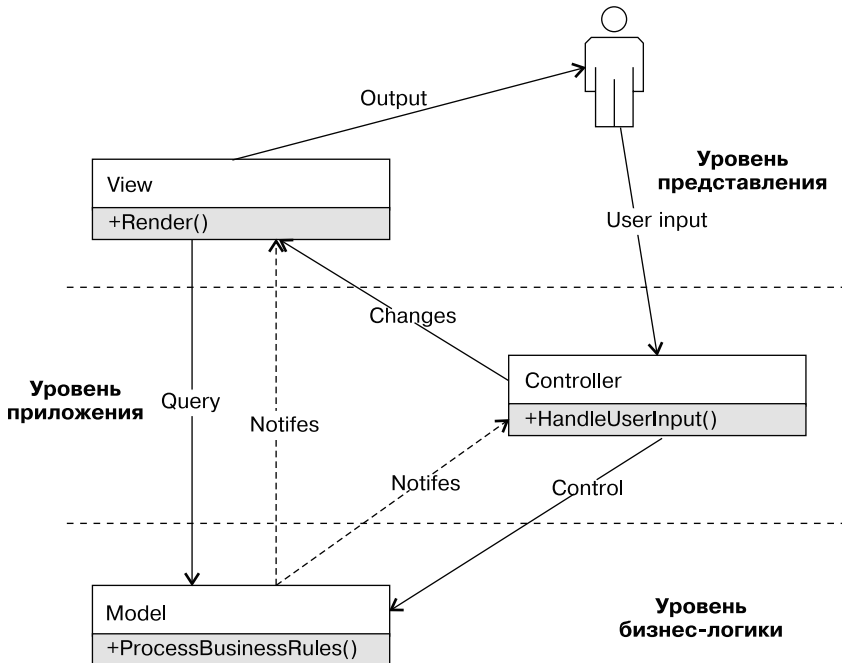 Output
View
+Render()
Уровень
представления
User input
Changes
Controller
+HandleUserInput()
Уровень
приложения
Query
Notifes
Notifes
Control
Model
+ProcessBusinessRules()
Уровень
бизнес-логики